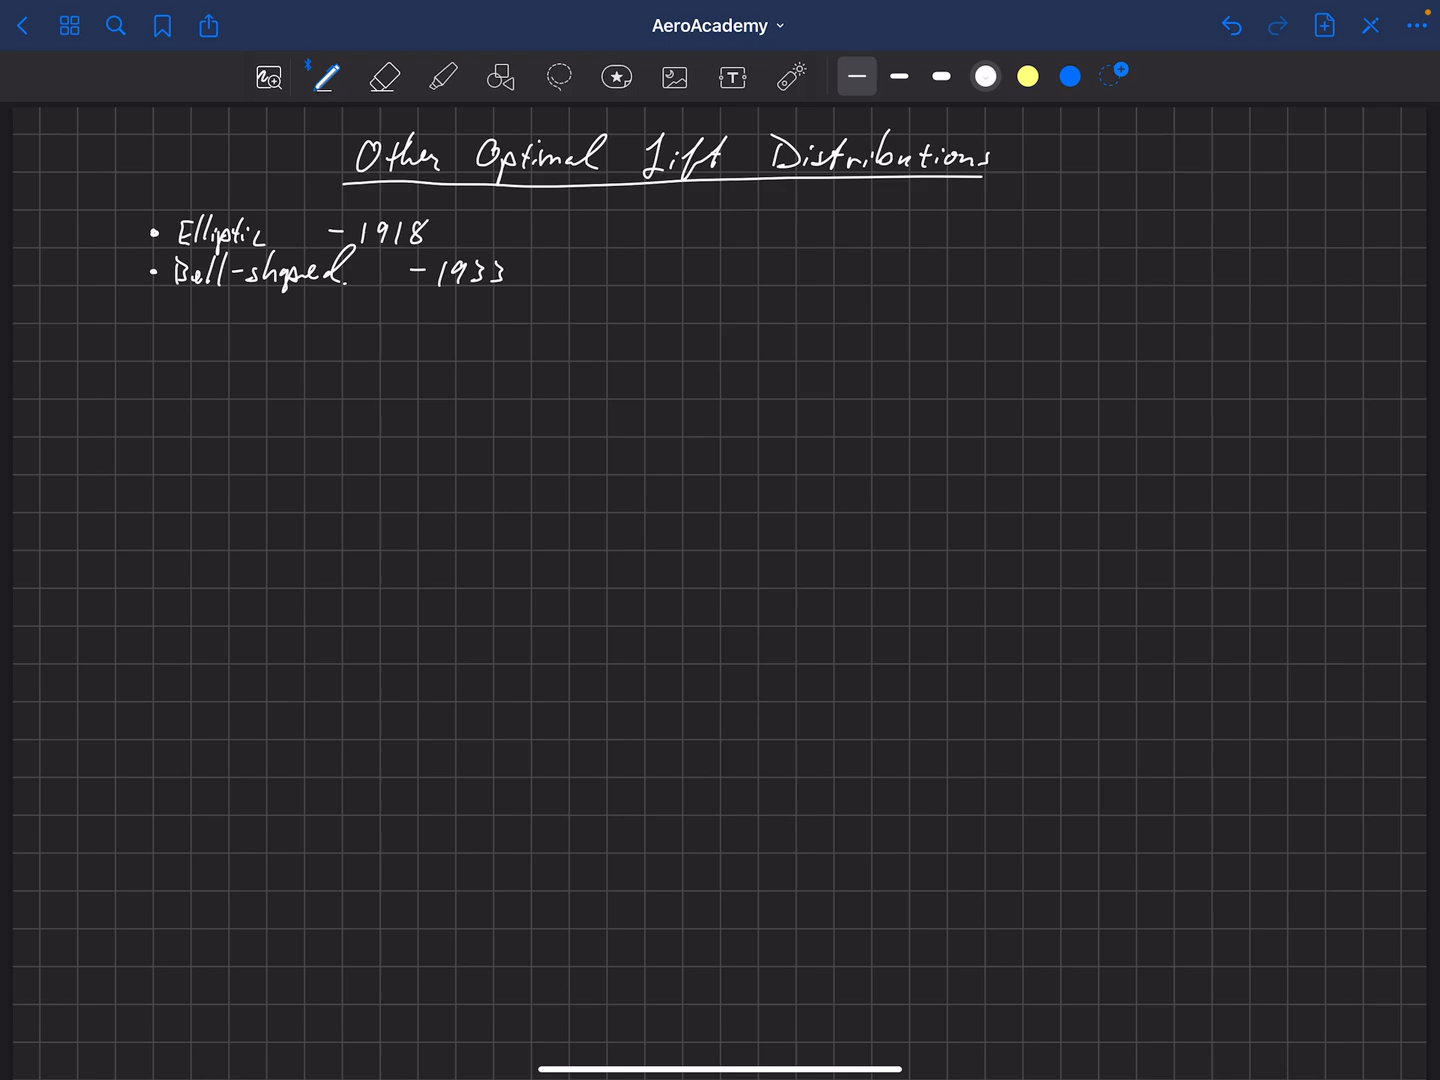 AeroAcademy
Other Optimal Lift Distributions
• Elliptic - 1918
• Bell-shaped. - 1933